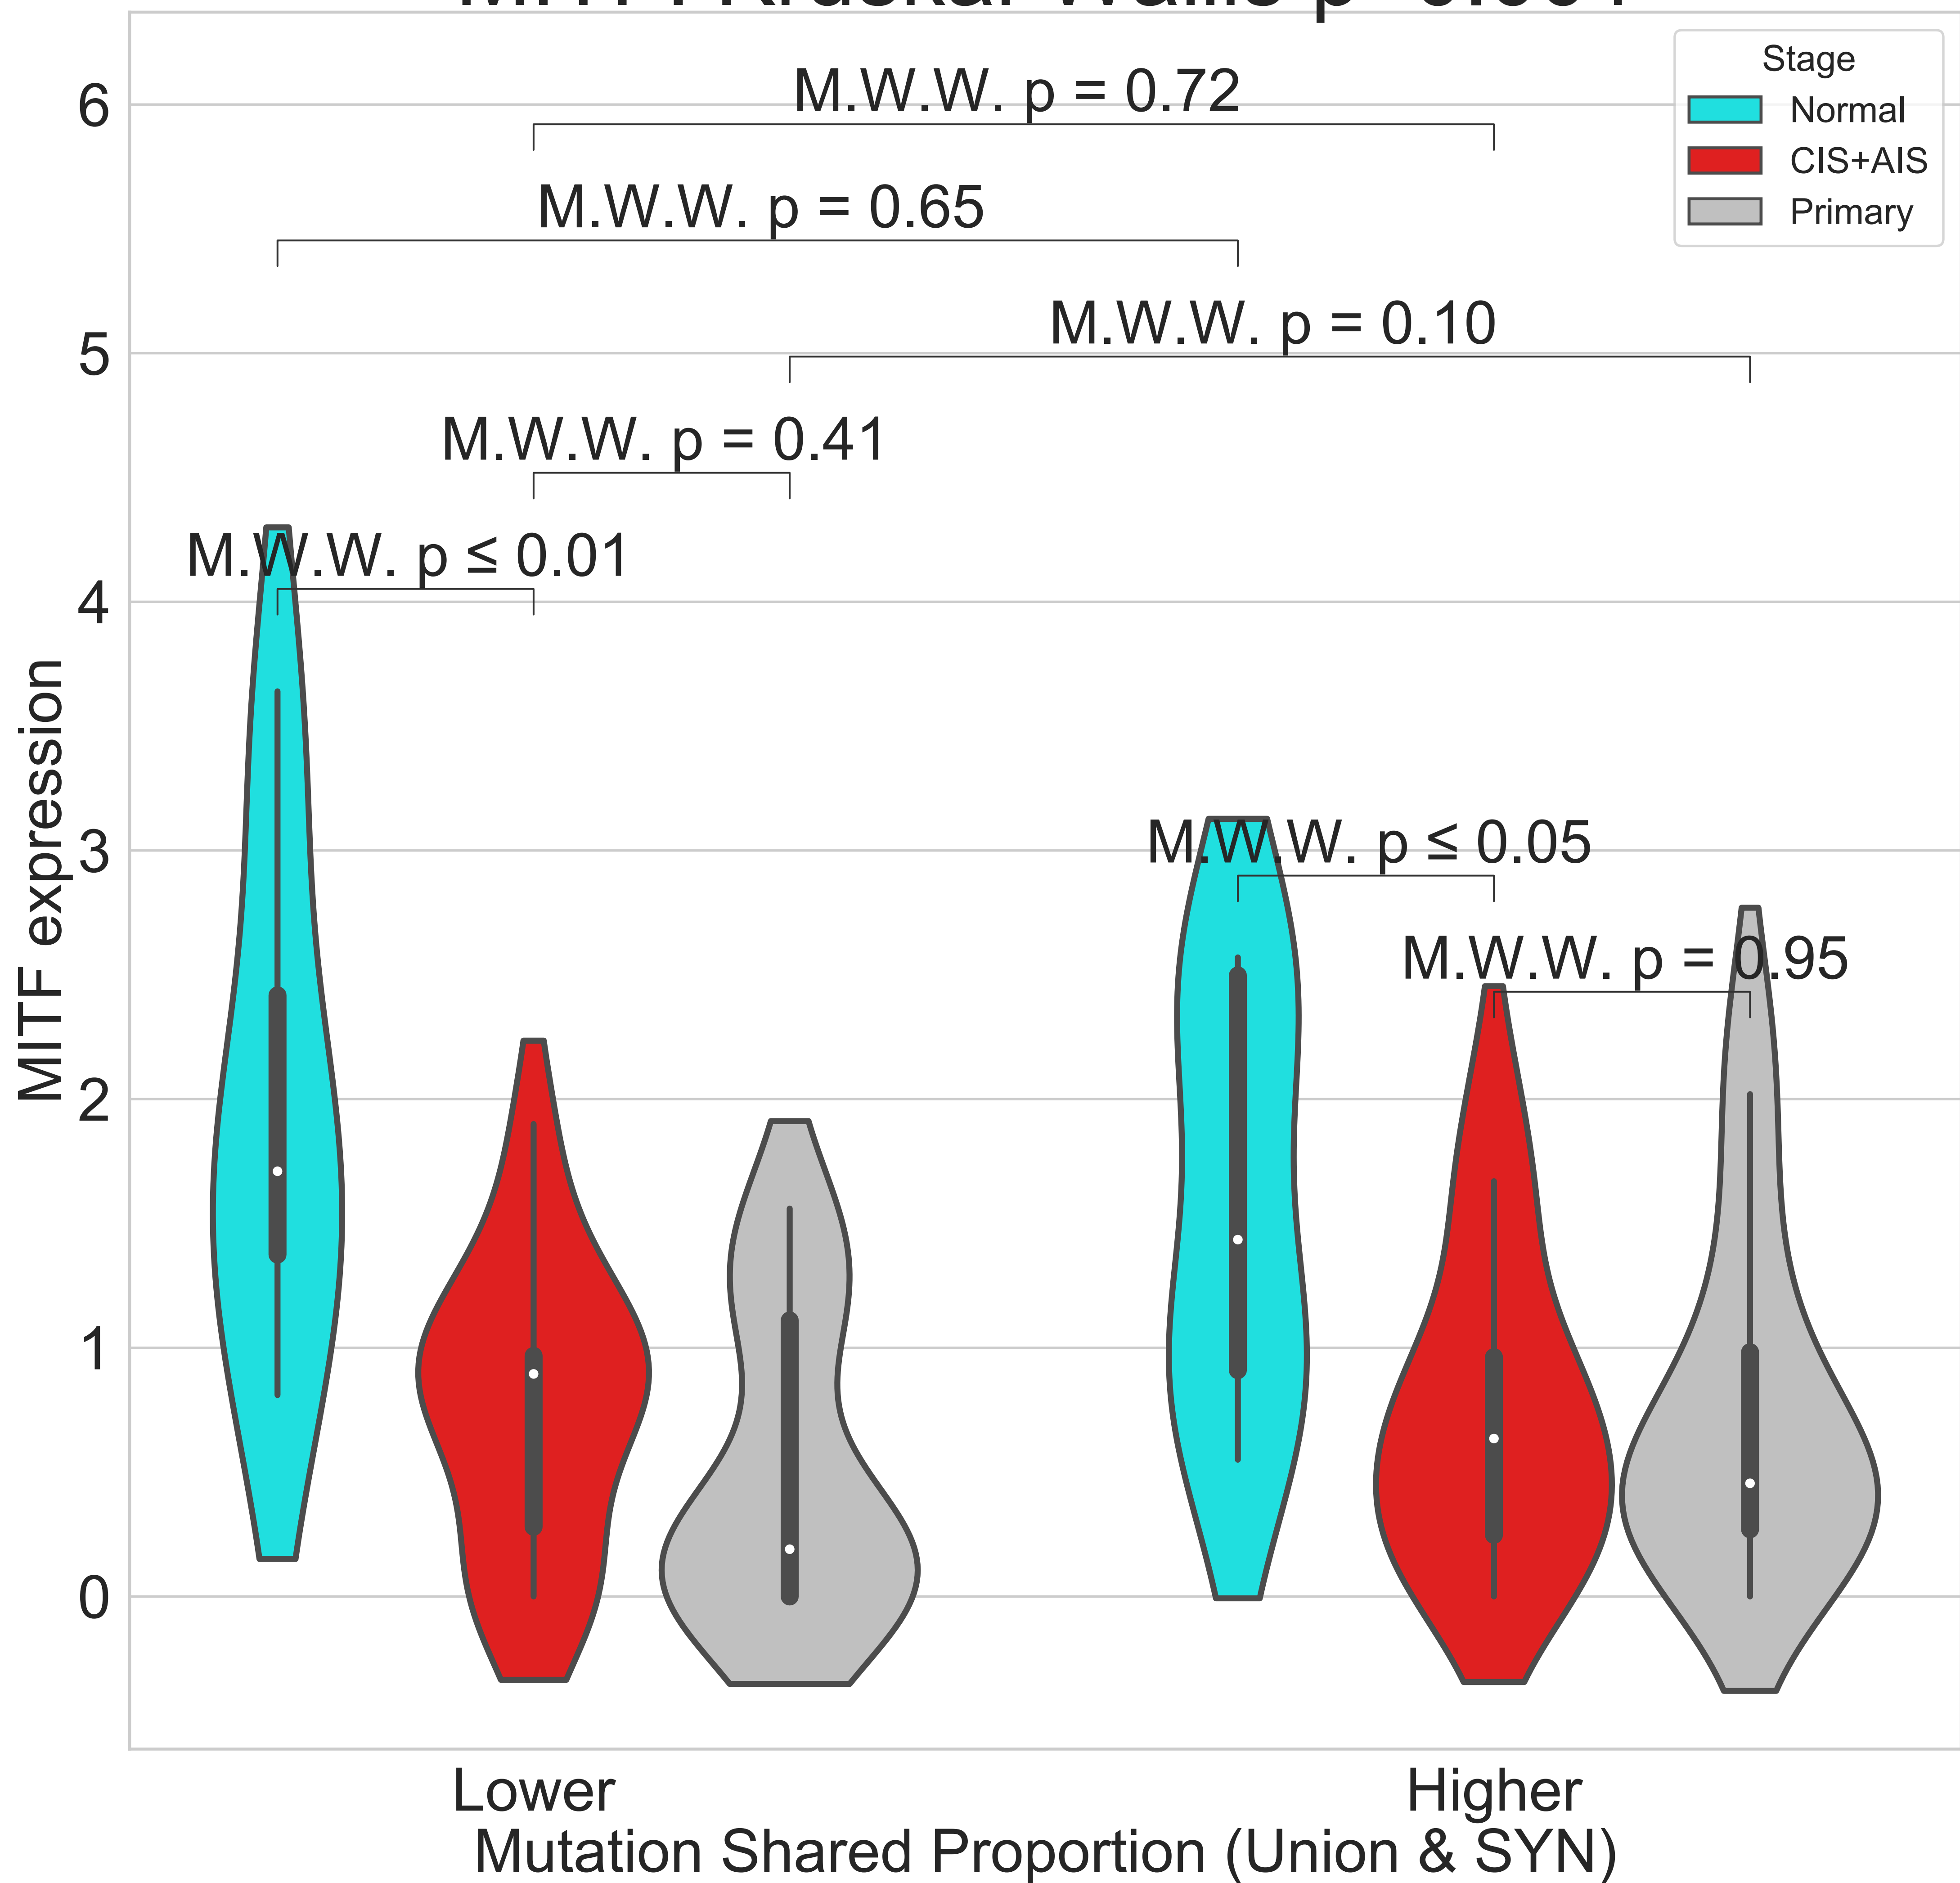 6
5
4
3
2
1
0
MITF expression
M.W.W. p = 0.72
M.W.W. p = 0.65
M.W.W. p = 0.10
M.W.W. p = 0.41
M.W.W. p ≤ 0.01
M.W.W. p ≤ 0.05
M.W.W. p = 0.95
Stage
Normal
CIS+AIS
Primary
Lower
Higher
Mutation Shared Proportion (Union & SYN)